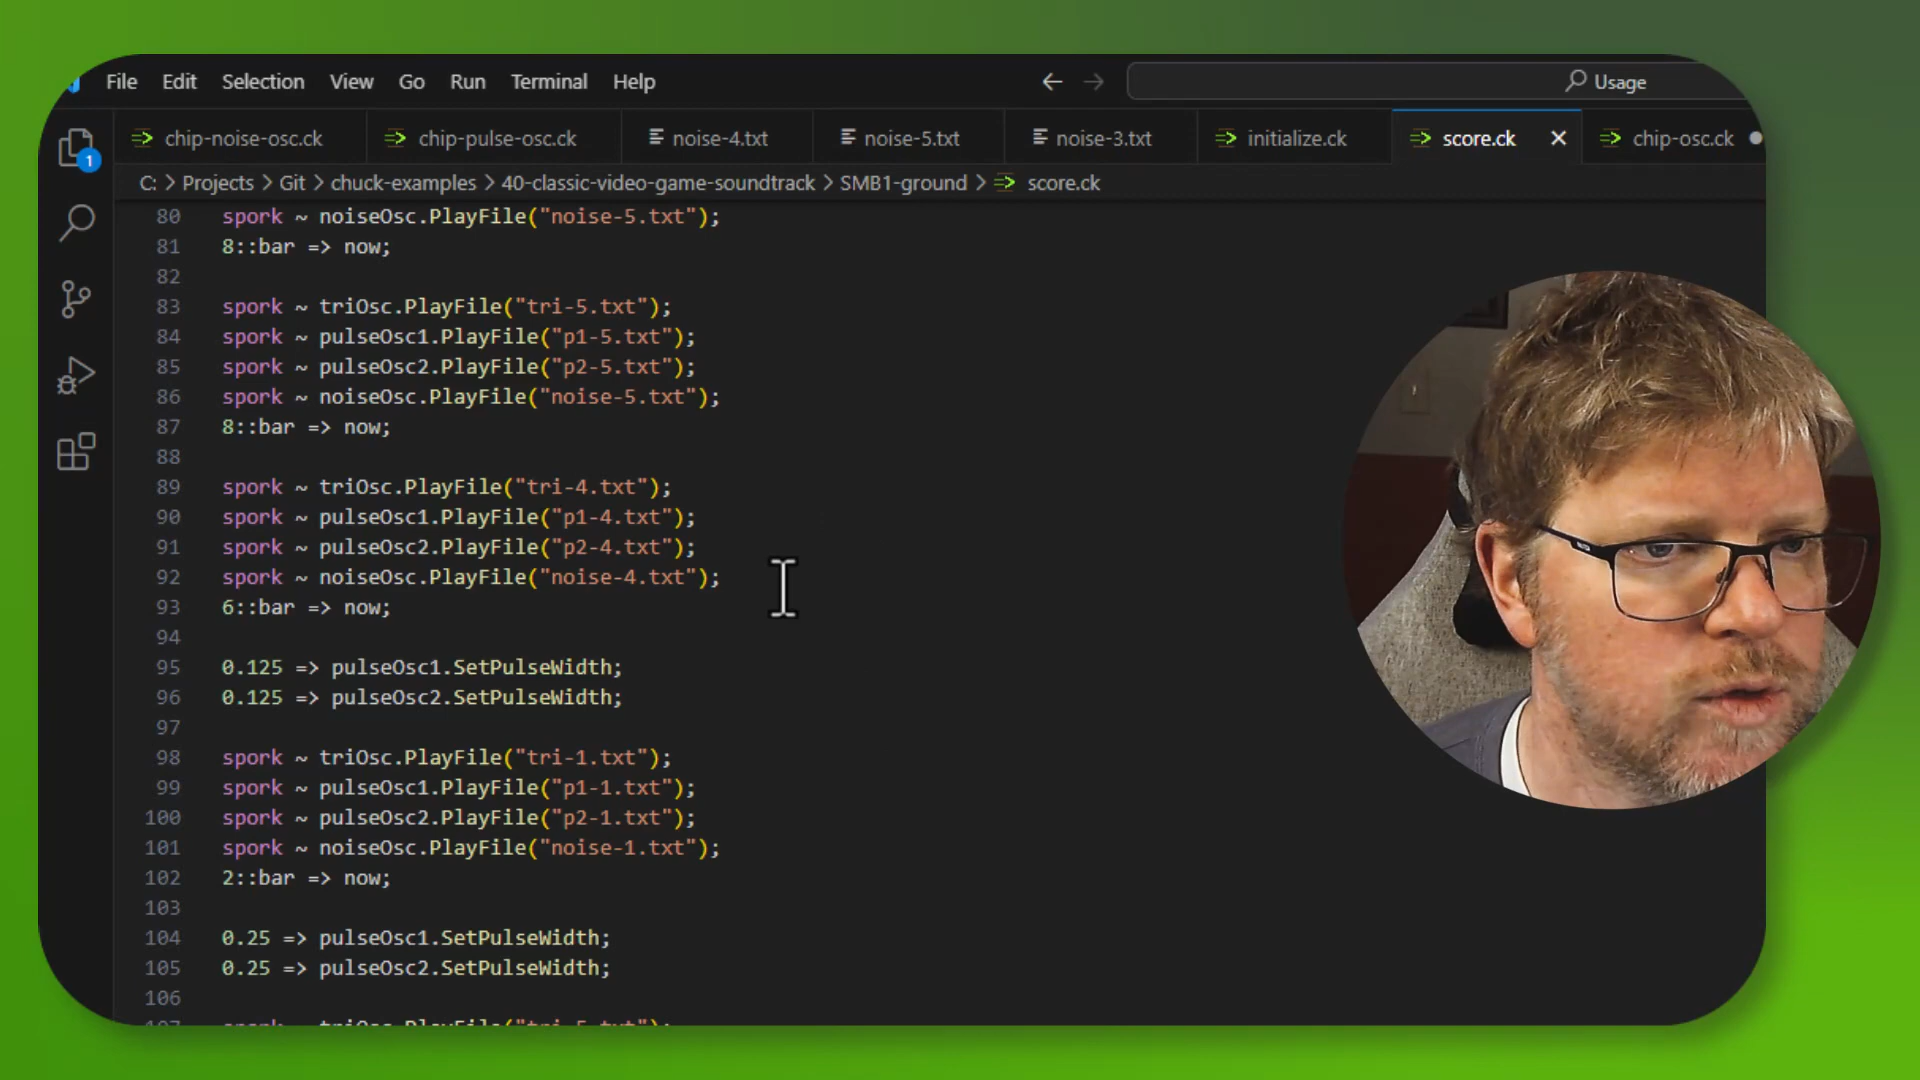 File Edit Selection View Go Run Terminal Help Usage
chip-noise-osc.ck chip-pulse-osc.ck noise-4.txt noise-5.txt noise-3.txt initialize.ck score.ck chip-osc.ck
1
C: > Projects > Git > chuck-examples > 40-classic-video-game-soundtrack > SMB1-ground > score.ck
80 spork ~ noiseOsc.PlayFile("noise-5.txt");
81 8::bar => now;
82
83 spork ~ triOsc.PlayFile("tri-5.txt");
84 spork ~ pulseOsc1.PlayFile("p1-5.txt");
85 spork ~ pulseOsc2.PlayFile("p2-5.txt");
86 spork ~ noiseOsc.PlayFile("noise-5.txt");
87 8::bar => now;
88
89 spork ~ triOsc.PlayFile("tri-4.txt");
90 spork ~ pulseOsc1.PlayFile("p1-4.txt");
91 spork ~ pulseOsc2.PlayFile("p2-4.txt");
92 spork ~ noiseOsc.PlayFile("noise-4.txt");
93 6::bar => now;
94
95 0.125 => pulseOsc1.SetPulseWidth;
96 0.125 => pulseOsc2.SetPulseWidth;
97
98 spork ~ triOsc.PlayFile("tri-1.txt");
99 spork ~ pulseOsc1.PlayFile("p1-1.txt");
100 spork ~ pulseOsc2.PlayFile("p2-1.txt");
101 spork ~ noiseOsc.PlayFile("noise-1.txt");
102 2::bar => now;
103
104 0.25 => pulseOsc1.SetPulseWidth;
105 0.25 => pulseOsc2.SetPulseWidth;
106
107 spork ~ triOsc.PlayFile("tri-5.txt");